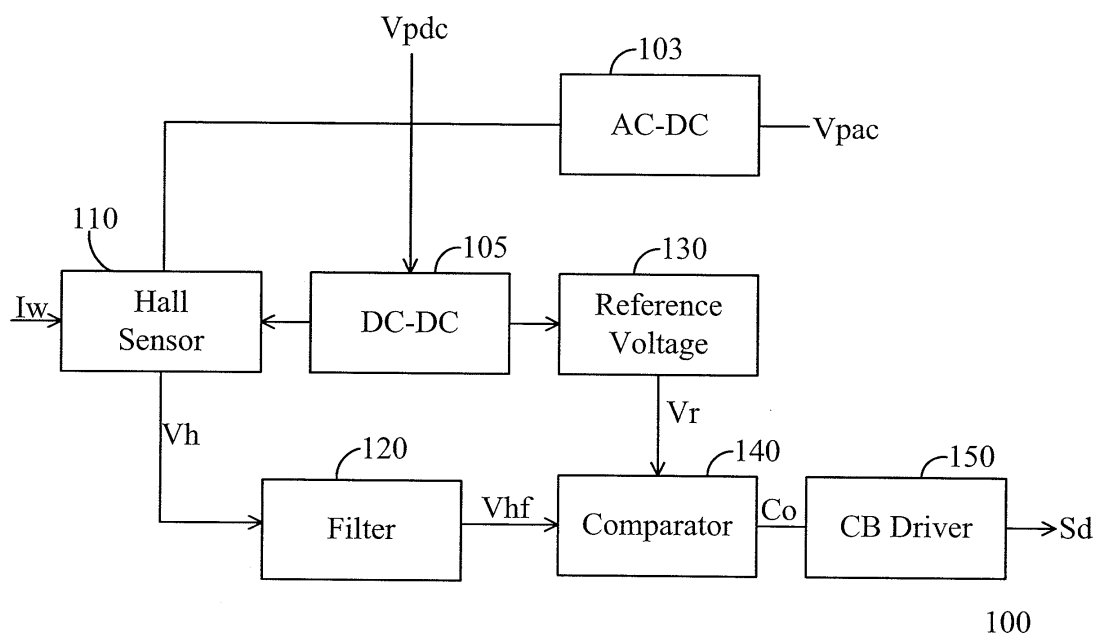 Vpdc
103
AC-DC
Vpac
110
105
130
Iw
Hall
Sensor
DC-DC
Reference
Voltage
Vh
Vr
120
140
150
Filter
Vhf
Comparator
Co
CB Driver
Sd
100